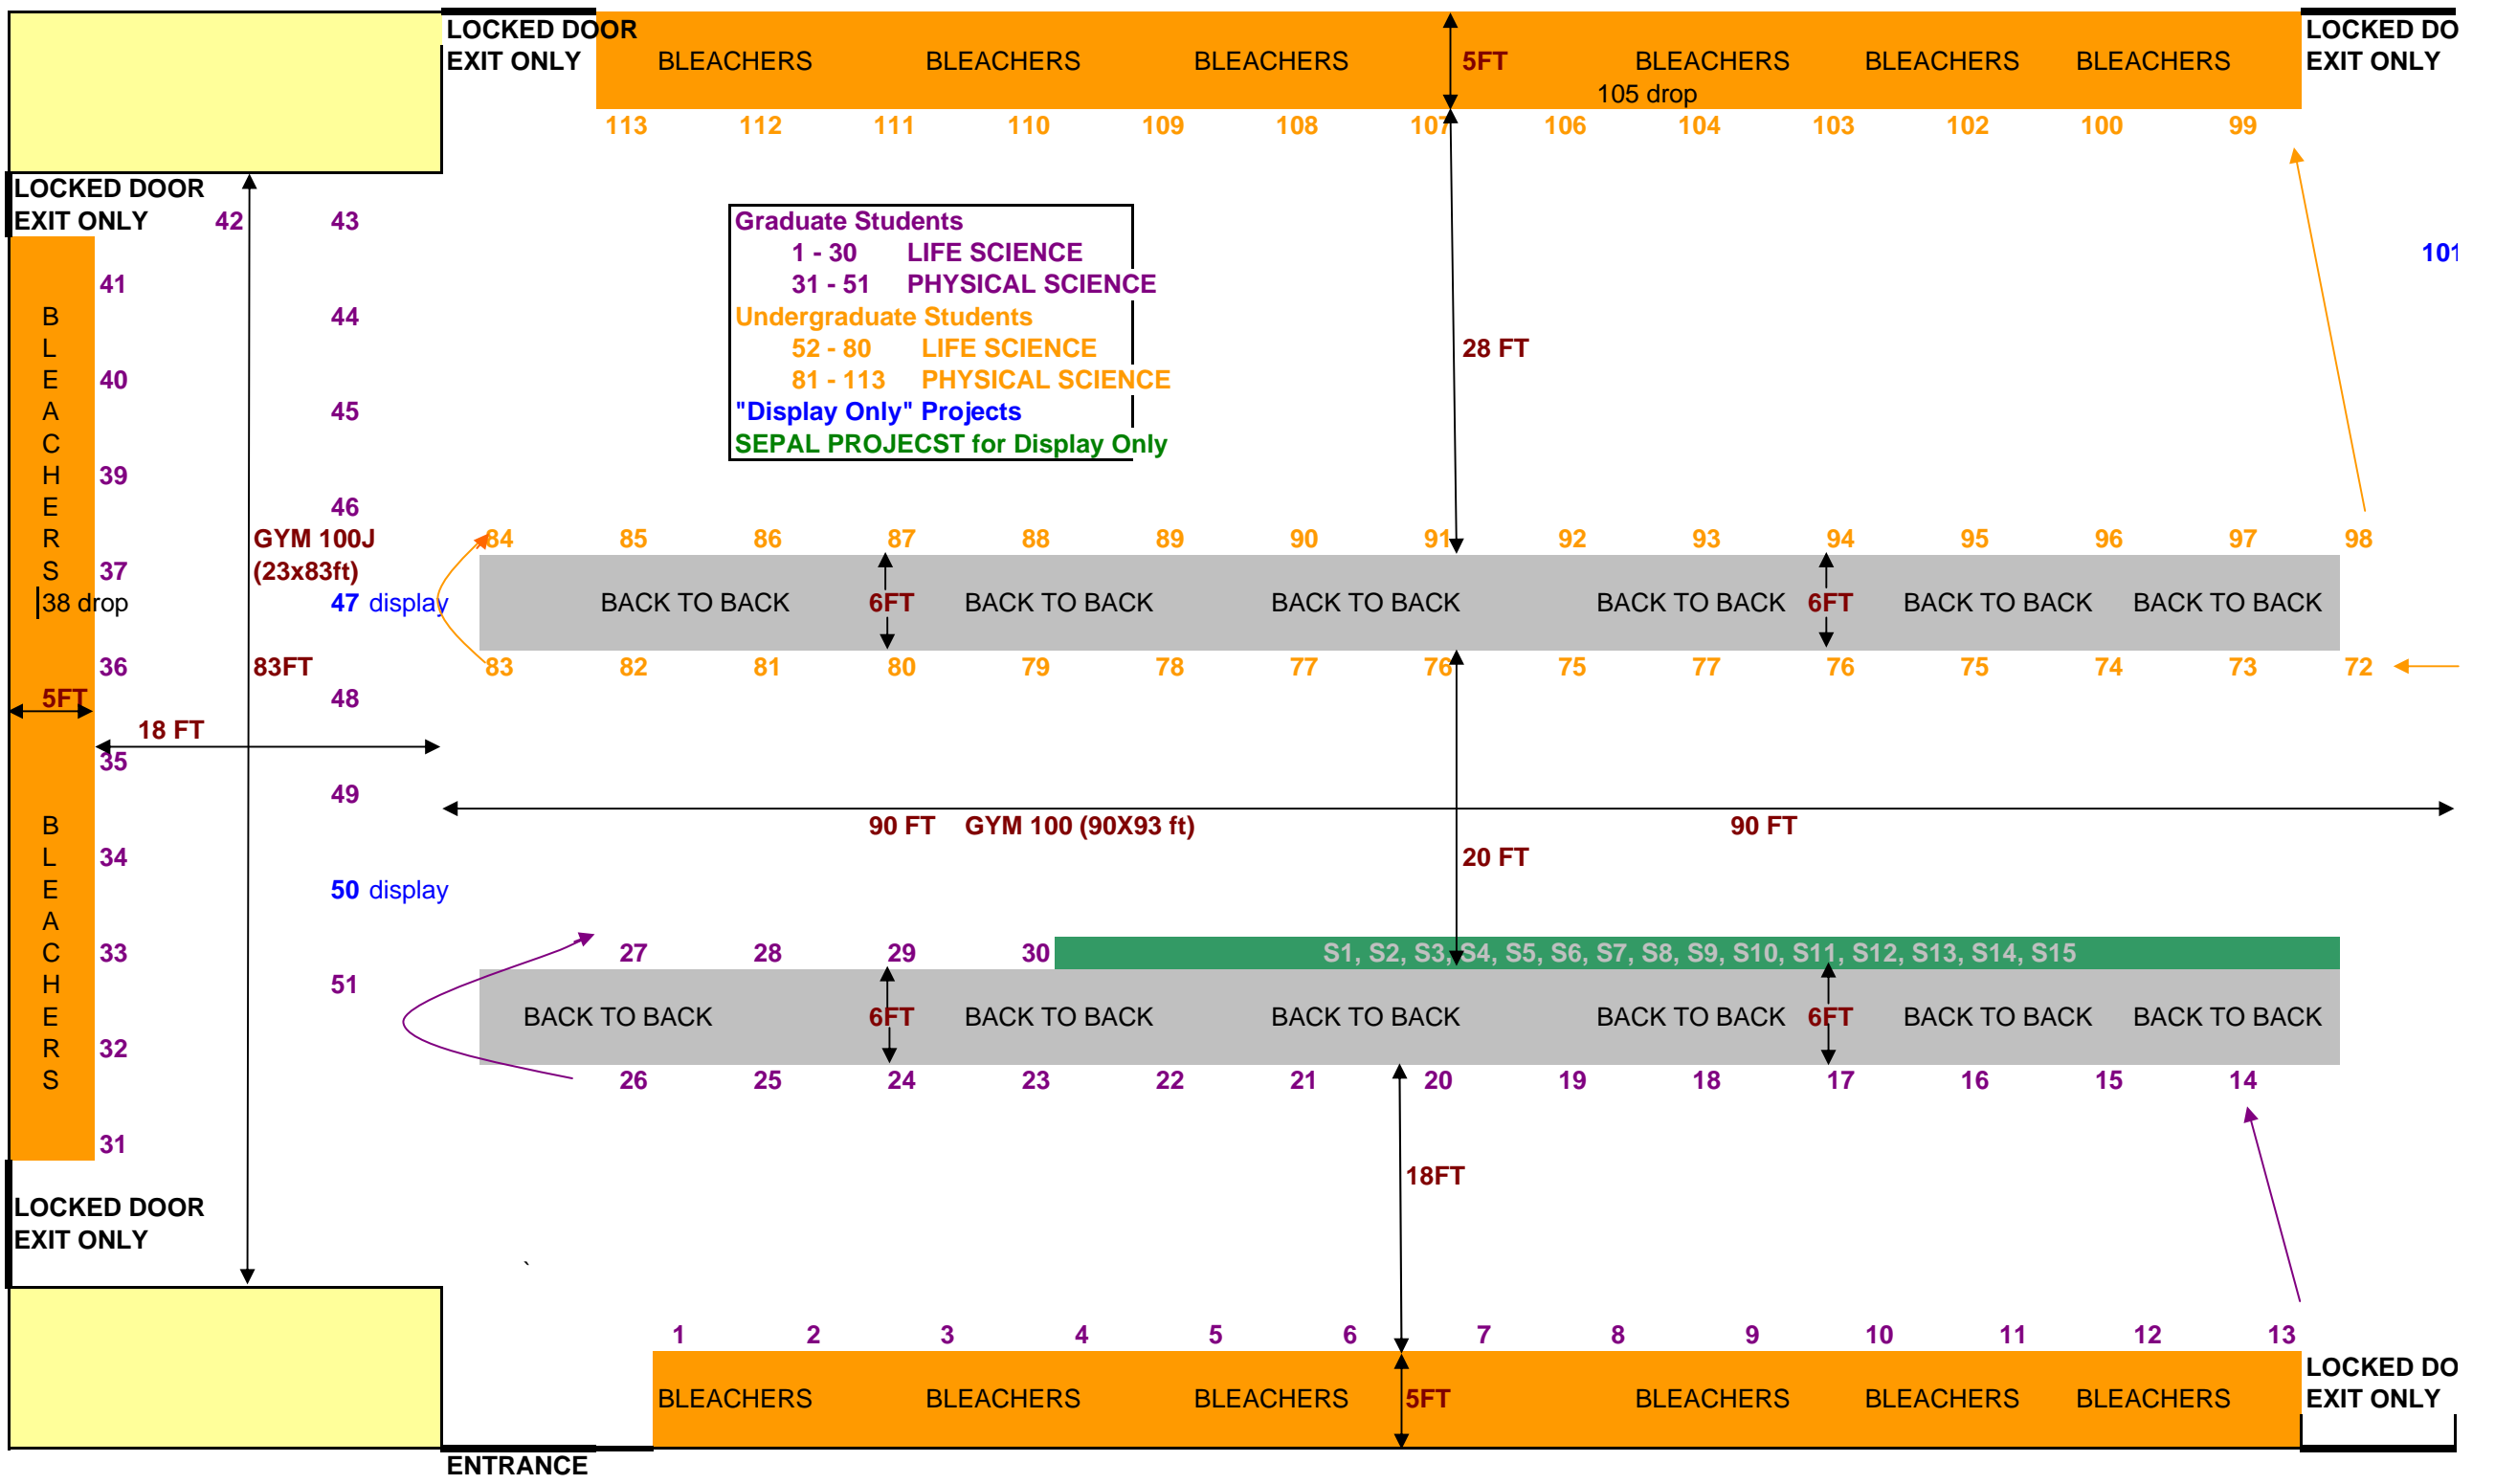 LOCKED DOOR
EXIT ONLY
BLEACHERS BLEACHERS BLEACHERS 5FT BLEACHERS BLEACHERS BLEACHERS
LOCKED DO
EXIT ONLY
105 drop
113 112 111 110 109 108 107 106 104 103 102 100 99
LOCKED DOOR
EXIT ONLY
42 43
Graduate Students
1 - 30 LIFE SCIENCE
31 - 51 PHYSICAL SCIENCE
Undergraduate Students
52 - 80 LIFE SCIENCE
81 - 113 PHYSICAL SCIENCE
"Display Only" Projects
SEPAL PROJECST for Display Only
101
28 FT
41
44
40
45
39
46
BLEACHERS
37
38 drop
GYM 100J
(23x83ft)
47 display
84 85 86 87 88 89 90 91 92 93 94 95 96 97 98
BACK TO BACK 6FT BACK TO BACK BACK TO BACK BACK TO BACK 6FT BACK TO BACK BACK TO BACK
83 82 81 80 79 78 77 76 75 77 76 75 74 73 72
36
83FT
5FT
48
18 FT
35
49
90 FT GYM 100 (90X93 ft) 90 FT
20 FT
BLEACHERS
34
50 display
33
27 28 29 30 S1, S2, S3, S4, S5, S6, S7, S8, S9, S10, S11, S12, S13, S14, S15
51
BACK TO BACK 6FT BACK TO BACK BACK TO BACK BACK TO BACK 6FT BACK TO BACK BACK TO BACK
32
26 25 24 23 22 21 20 19 18 17 16 15 14
31
18FT
LOCKED DOOR
EXIT ONLY
`
1 2 3 4 5 6 7 8 9 10 11 12 13
BLEACHERS BLEACHERS BLEACHERS 5FT BLEACHERS BLEACHERS BLEACHERS
LOCKED DO
EXIT ONLY
ENTRANCE